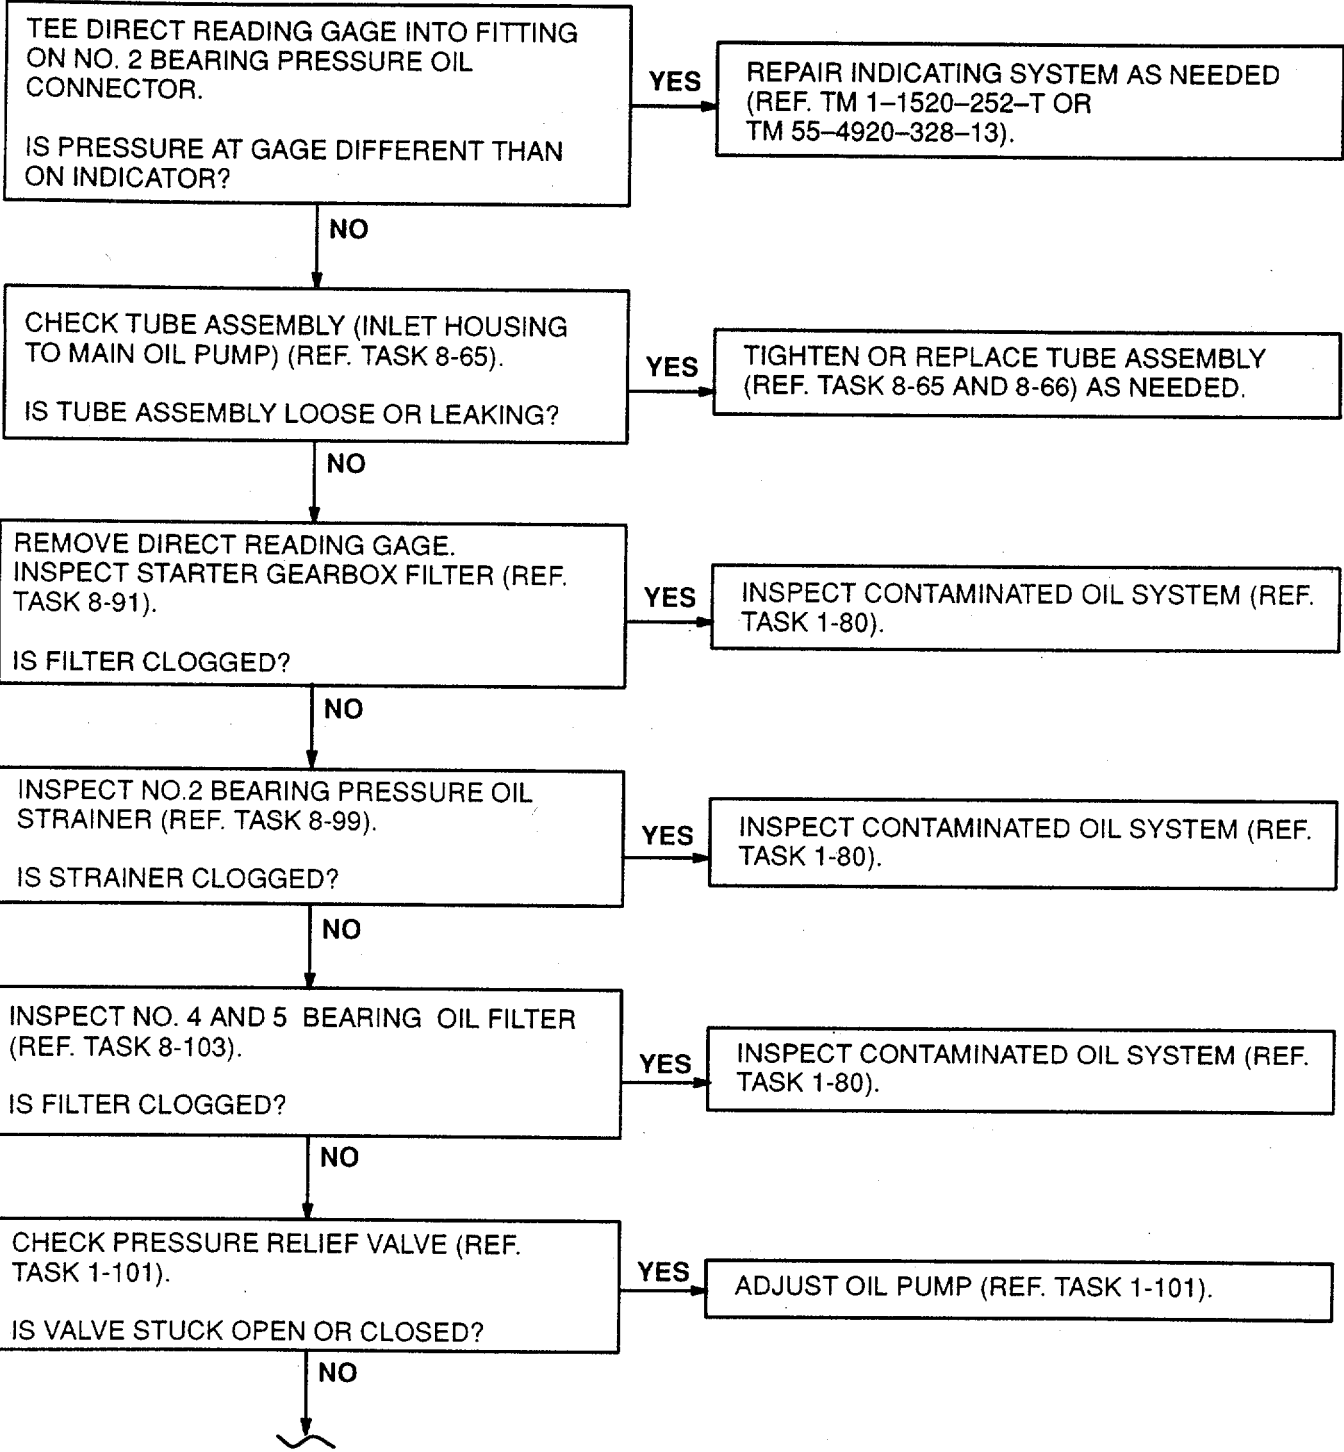 TEE DIRECT READING GAGE INTO FITTING
ON NO. 2 BEARING PRESSURE OIL
CONNECTOR.
IS PRESSURE AT GAGE DIFFERENT THAN
ON INDICATOR?
YES
REPAIR INDICATING SYSTEM AS NEEDED
(REF. TM 1–1520–252–T OR
TM 55–4920–328–13).
NO
CHECK TUBE ASSEMBLY (INLET HOUSING
TO MAIN OIL PUMP) (REF. TASK 8-65).
IS TUBE ASSEMBLY LOOSE OR LEAKING?
YES
TIGHTEN OR REPLACE TUBE ASSEMBLY
(REF. TASK 8-65 AND 8-66) AS NEEDED.
NO
REMOVE DIRECT READING GAGE.
INSPECT STARTER GEARBOX FILTER (REF.
TASK 8-91).
IS FILTER CLOGGED?
YES
INSPECT CONTAMINATED OIL SYSTEM (REF.
TASK 1-80).
NO
INSPECT NO.2 BEARING PRESSURE OIL
STRAINER (REF. TASK 8-99).
IS STRAINER CLOGGED?
YES
INSPECT CONTAMINATED OIL SYSTEM (REF.
TASK 1-80).
NO
INSPECT NO. 4 AND 5 BEARING OIL FILTER
(REF. TASK 8-103).
IS FILTER CLOGGED?
YES
INSPECT CONTAMINATED OIL SYSTEM (REF.
TASK 1-80).
NO
CHECK PRESSURE RELIEF VALVE (REF.
TASK 1-101).
IS VALVE STUCK OPEN OR CLOSED?
YES
ADJUST OIL PUMP (REF. TASK 1-101).
NO